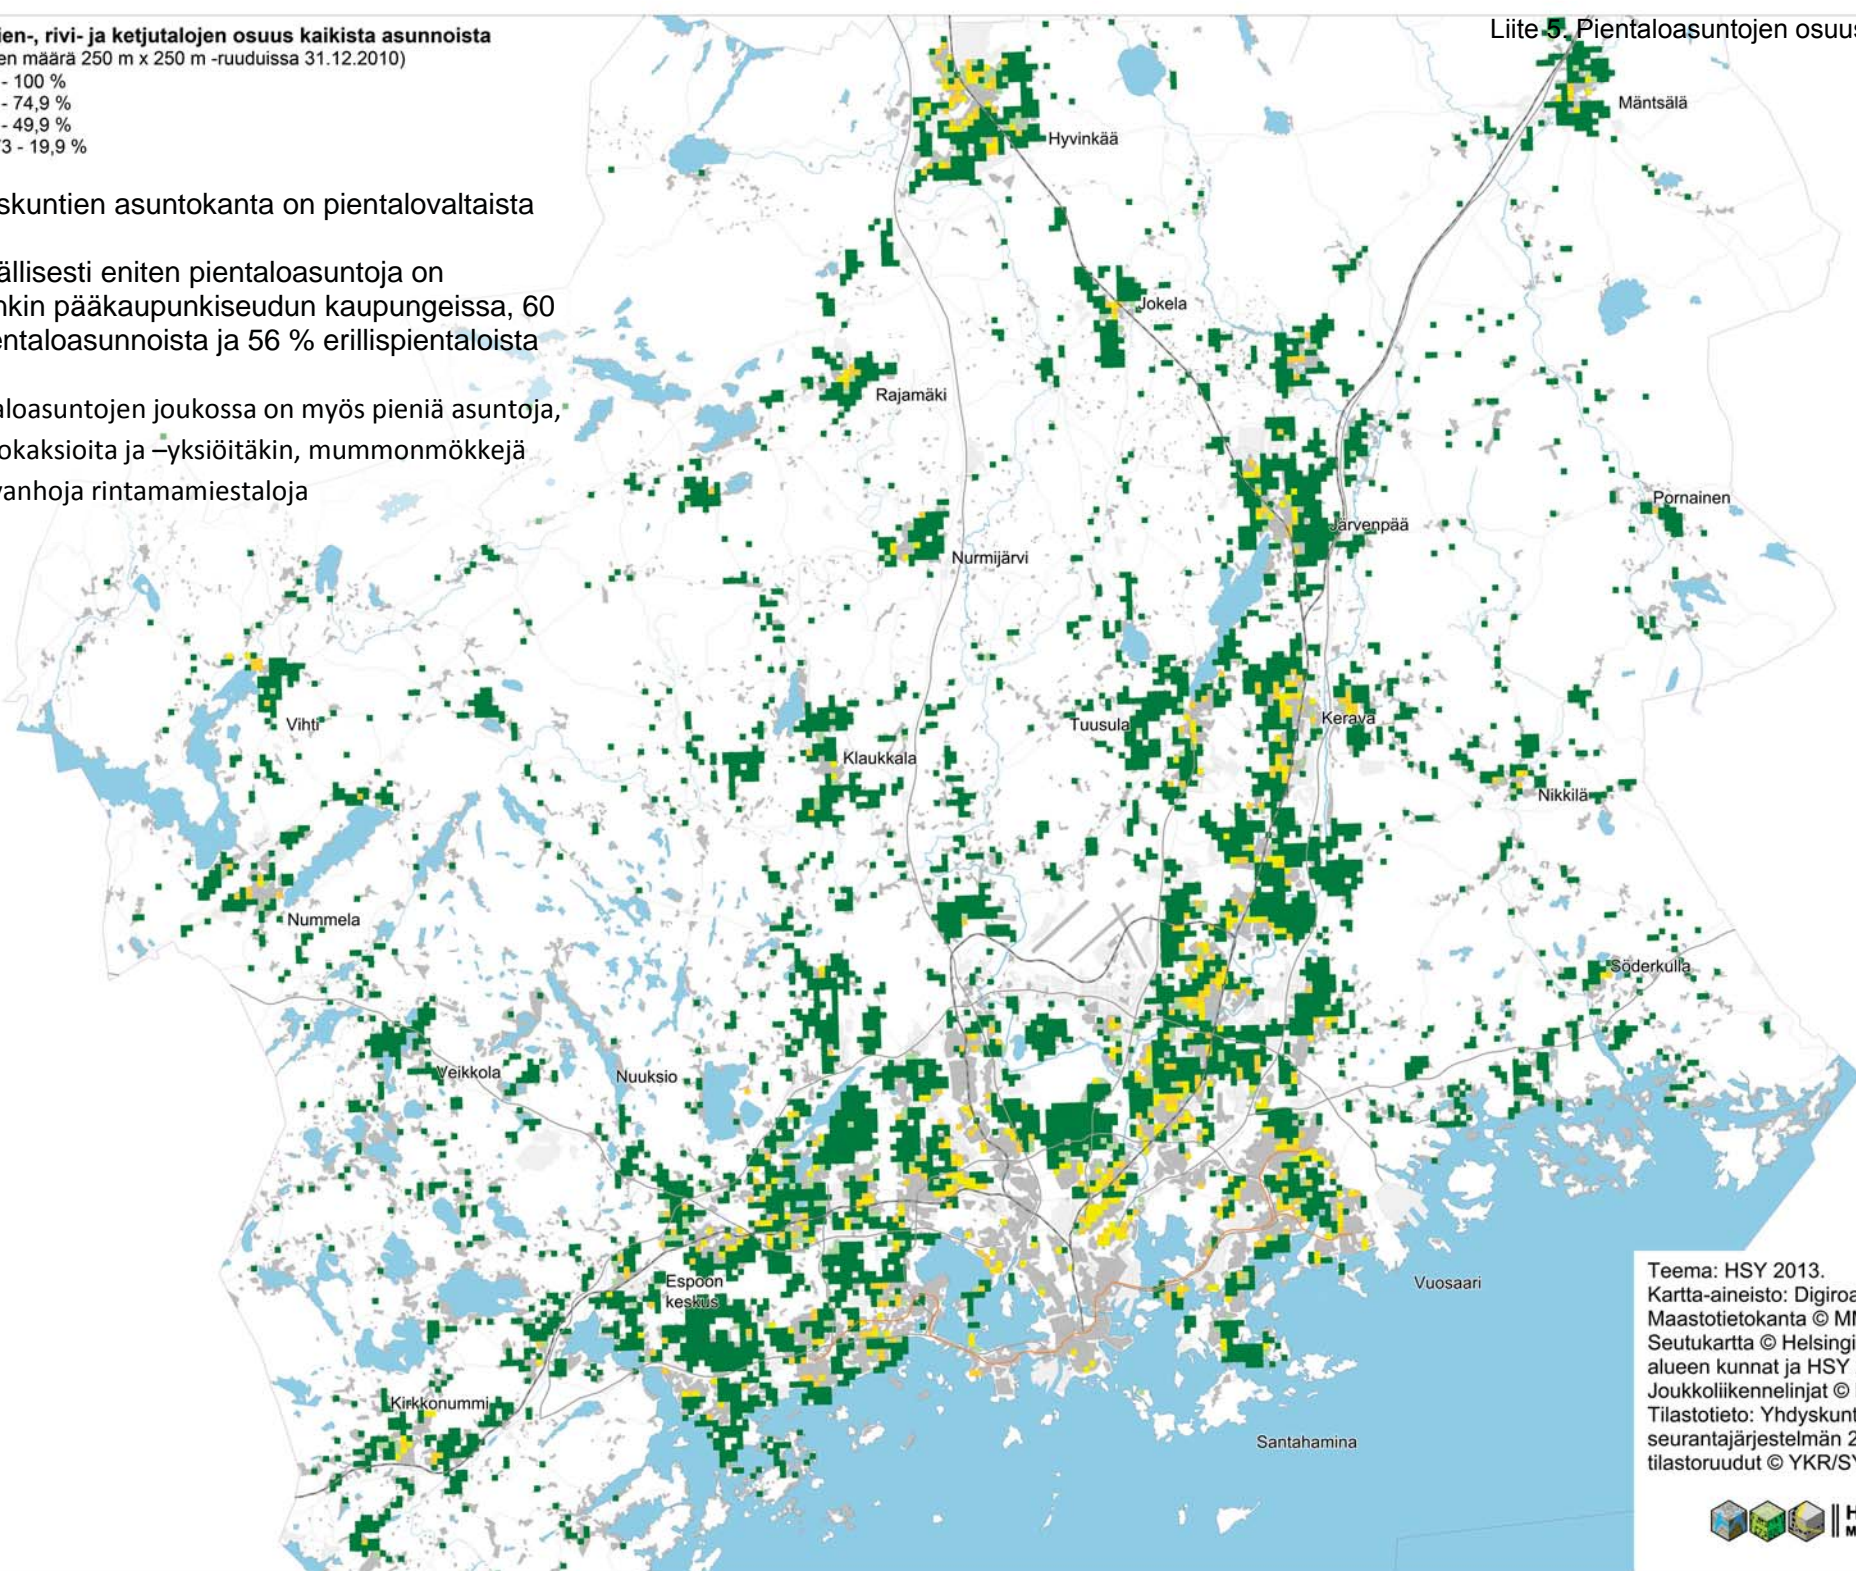 Liite 5. Pientaloasuntojen osuus
ien-, rivi- ja ketjutalojen osuus kaikista asunnoista
en määrä 250 m x 250 m -ruuduissa 31.12.2010)
- 100 %
- 74,9 %
- 49,9 %
73 - 19,9 %
skuntien asuntokanta on pientalovaltaista
ällisesti eniten pientaloasuntoja on
nkin pääkaupunkiseudun kaupungeissa, 60
entaloasunnoista ja 56 % erillispientaloista
aloasuntojen joukossa on myös pieniä asuntoja,
okaksioita ja –yksiöitäkin, mummonmökkejä
vanhoja rintamamiestaloja
Mäntsälä
Hyvinkää
Jokela
Rajamäki
Pornainen
Järvenpää
Nurmijärvi
Vihti
Tuusula
Kerava
Klaukkala
Nikkilä
Nummela
Söderkulla
Veikkola
Nuuksio
Espoon
keskus
Vuosaari
Kirkkonummi
Santahamina
Teema: HSY 2013.
Kartta-aineisto: Digiroa
Maastotietokanta © MM
Seutukartta © Helsingi
alueen kunnat ja HSY
Joukkoliikennelinjat ©
Tilastotieto: Yhdyskunt
seurantajärjestelmän 2
tilastoruudut © YKR/SY
H
M